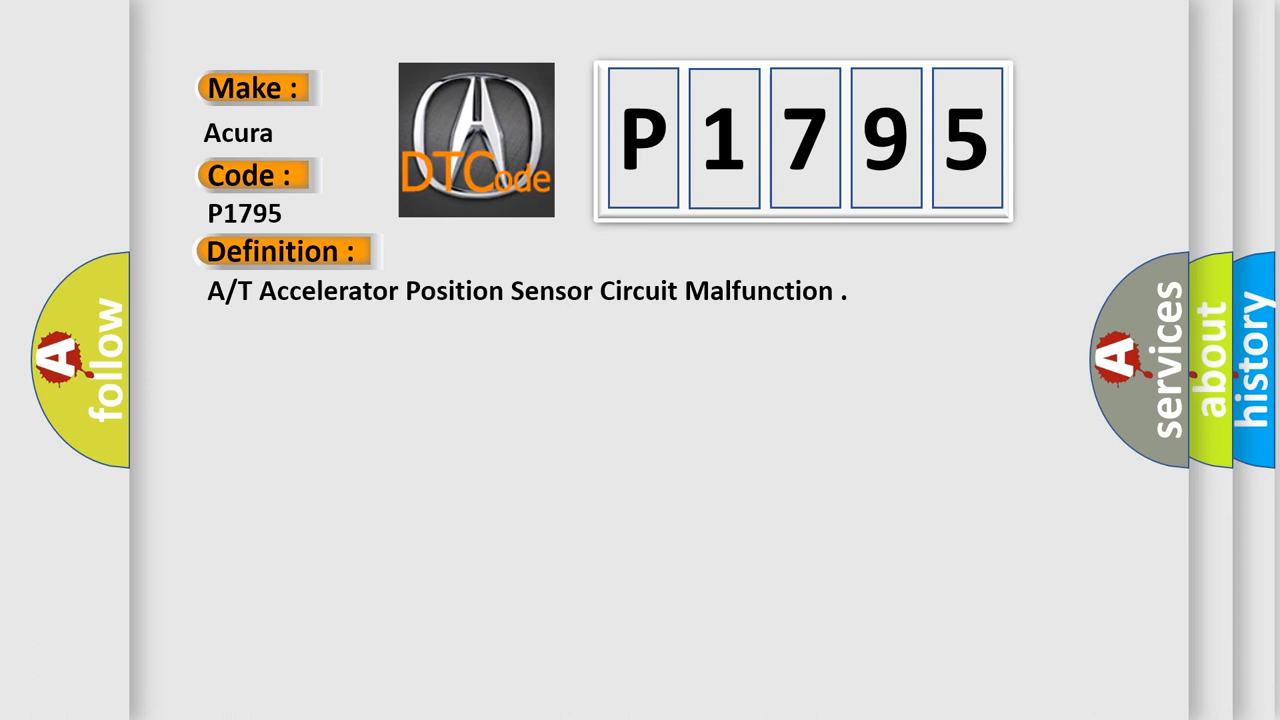 Make :
Acura
Code :
P1795
Definition :
A/T Accelerator Position Sensor Circuit Malfunction .
DTCode
P 1 7 9 5
A follow
A services
about
history